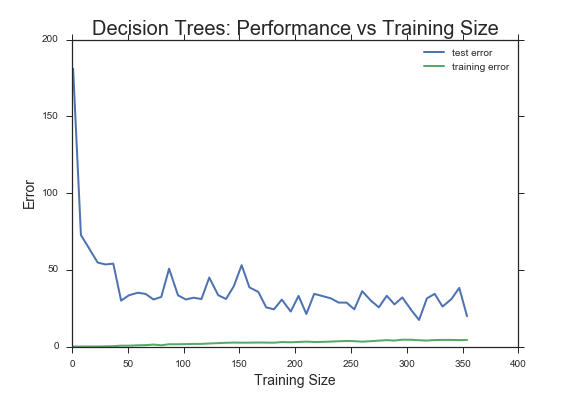 Decision Trees: Performance vs Training Size
200
test error
training error
150
100
50
0
Error
0 50 100 150 200 250 300 350 400
Training Size